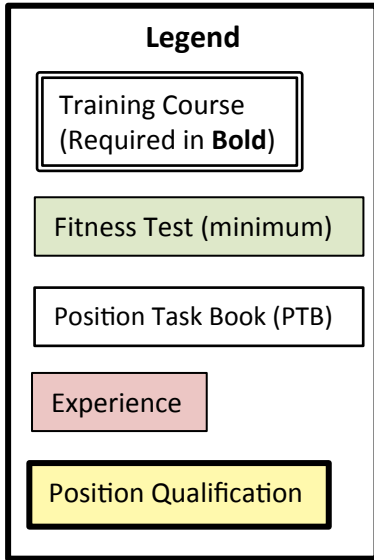 Legend
Training Course
(Required in Bold)
Fitness Test (minimum)
Position Task Book (PTB)
Experience
Position Qualification